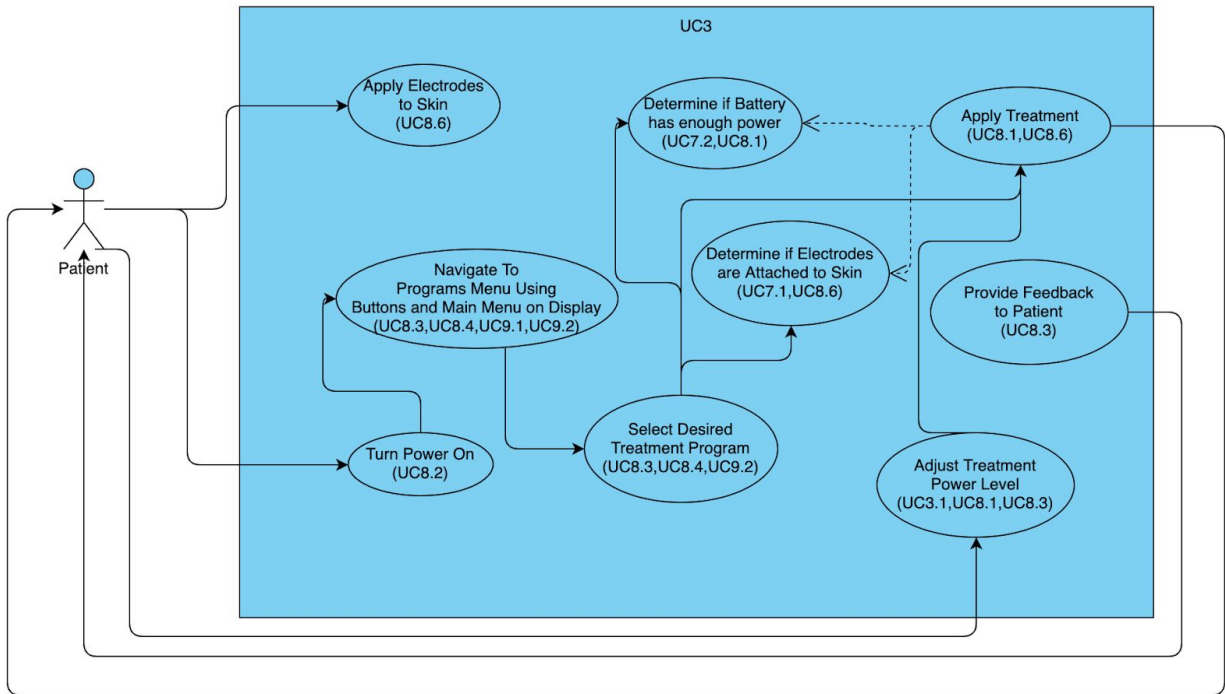 UC3
Apply Electrodes
to Skin
(UC8.6)
Determine if Battery
has enough power
(UC7.2,UC8.1)
Apply Treatment
(UC8.1,UC8.6)
Patient
Navigate To
Programs Menu Using
Buttons and Main Menu on Display
(UC8.3,UC8.4,UC9.1,UC9.2)
Determine if Electrodes
are Attached to Skin
(UC7.1,UC8.6)
Provide Feedback
to Patient
(UC8.3)
Turn Power On
(UC8.2)
Select Desired
Treatment Program
(UC8.3,UC8.4,UC9.2)
Adjust Treatment
Power Level
(UC3.1,UC8.1,UC8.3)